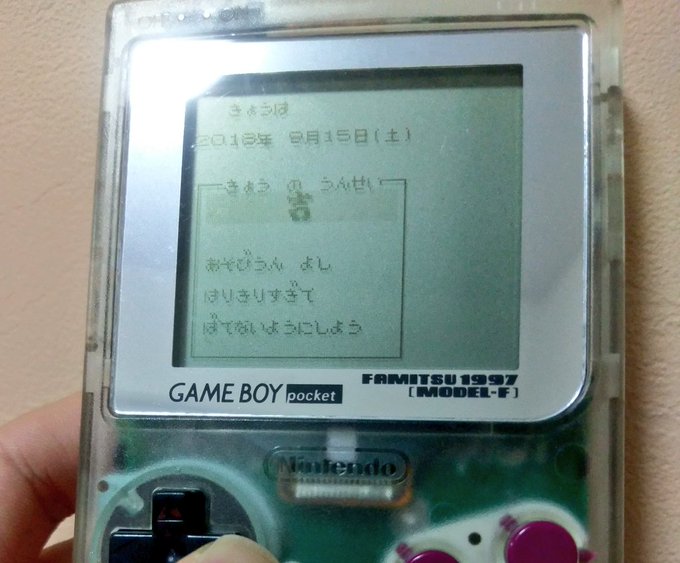 OFF ON
きょうは
2018年 9月15日(土)
きょう の うんせい
吉
あそびうん よし
はりきりすぎて
ばてないようにしよう
GAME BOY pocket
FAMITSU 1997
[MODEL-F]
Nintendo